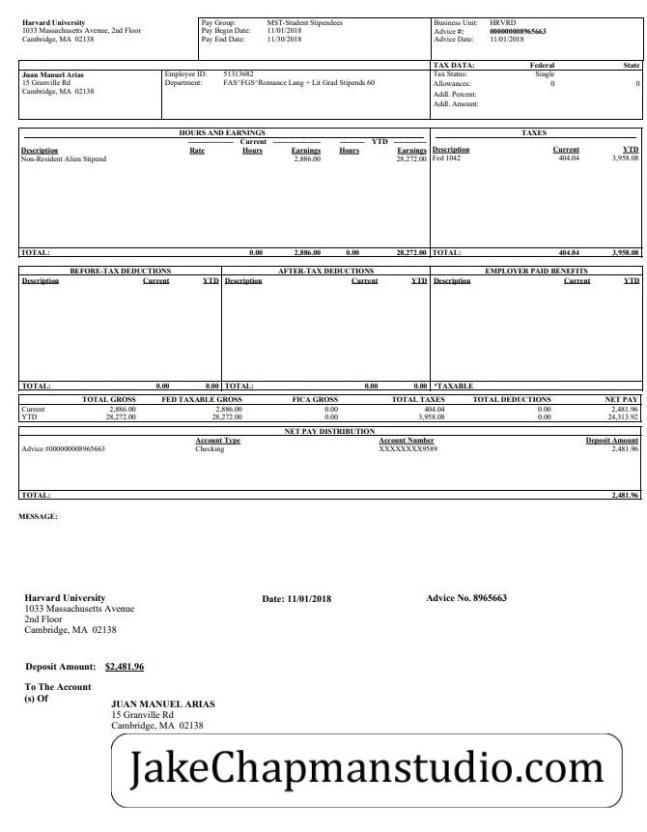 Harvard University
1033 Massachusetts Avenue, 2nd Floor
Cambridge, MA 02138
Pay Group: MST-Student Stipendees
Pay Begin Date: 11/01/2018
Pay End Date: 11/30/2018
Business Unit: HRVRD
Advice #: 000000008965663
Advice Date: 11/01/2018
Juan Manuel Arias
15 Granville Rd
Cambridge, MA 02138
Employee ID: 51313682
Department: FAS^FGS^Romance Lang + Lit Grad Stipends 60
TAX DATA: Federal State
Tax Status: Single
Allowances: 0 0
Addl. Percent:
Addl. Amount:
HOURS AND EARNINGS
Current YTD
Description Rate Hours Earnings Hours Earnings
Non-Resident Alien Stipend 2,886.00 28,272.00
TOTAL: 0.00 2,886.00 0.00 28,272.00
TAXES
Description Current YTD
Fed 1042 404.04 3,958.08
TOTAL: 404.04 3,958.08
BEFORE-TAX DEDUCTIONS
Description Current YTD
TOTAL: 0.00 0.00
AFTER-TAX DEDUCTIONS
Description Current YTD
TOTAL: 0.00 0.00
EMPLOYER PAID BENEFITS
Description Current YTD
*TAXABLE
TOTAL GROSS FED TAXABLE GROSS FICA GROSS TOTAL TAXES TOTAL DEDUCTIONS NET PAY
Current 2,886.00 2,886.00 0.00 404.04 0.00 2,481.96
YTD 28,272.00 28,272.00 0.00 3,958.08 0.00 24,313.92
NET PAY DISTRIBUTION
Account Type Account Number Deposit Amount
Advice #000000008965663 Checking XXXXXXXX9589 2,481.96
TOTAL: 2,481.96
MESSAGE:
Harvard University
1033 Massachusetts Avenue
2nd Floor
Cambridge, MA 02138
Date: 11/01/2018
Advice No. 8965663
Deposit Amount: $2,481.96
To The Account
(s) Of
JUAN MANUEL ARIAS
15 Granville Rd
Cambridge, MA 02138
JakeChapmanstudio.com